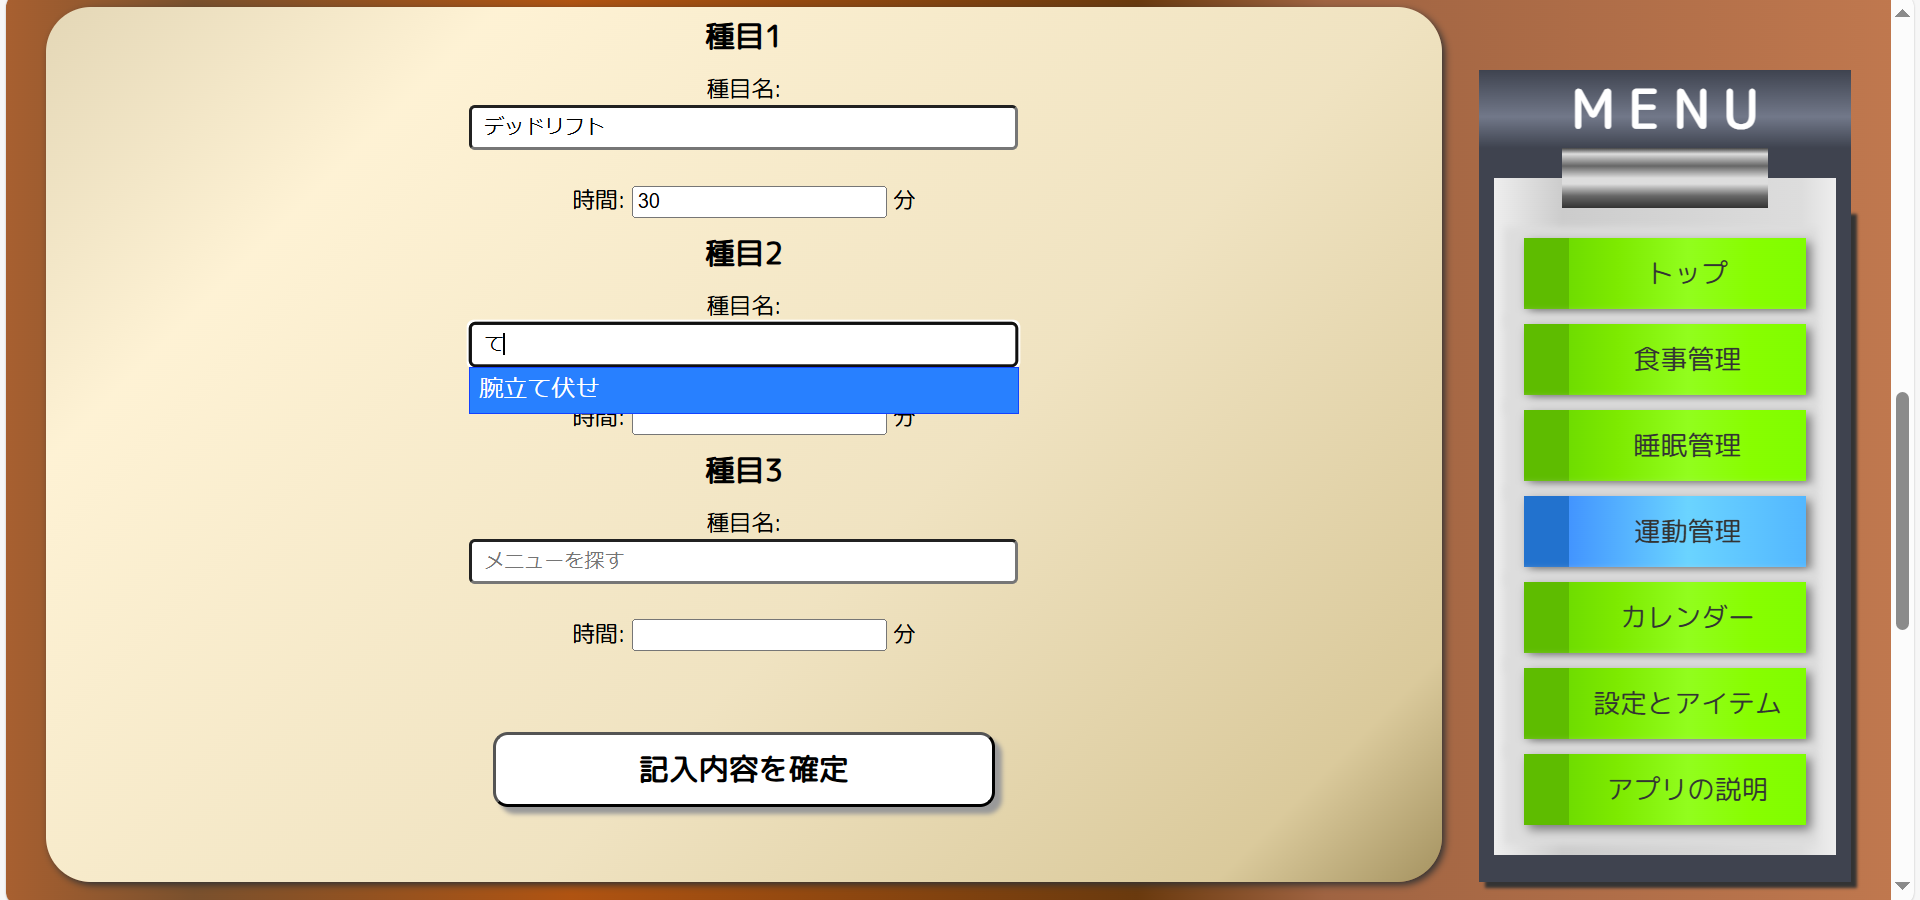 種目1
種目名:
デッドリフト
時間: 30 分
種目2
種目名:
て
腕立て伏せ
時間: 分
種目3
種目名:
メニューを探す
時間: 分
記入内容を確定
MENU
トップ
食事管理
睡眠管理
運動管理
カレンダー
設定とアイテム
アプリの説明